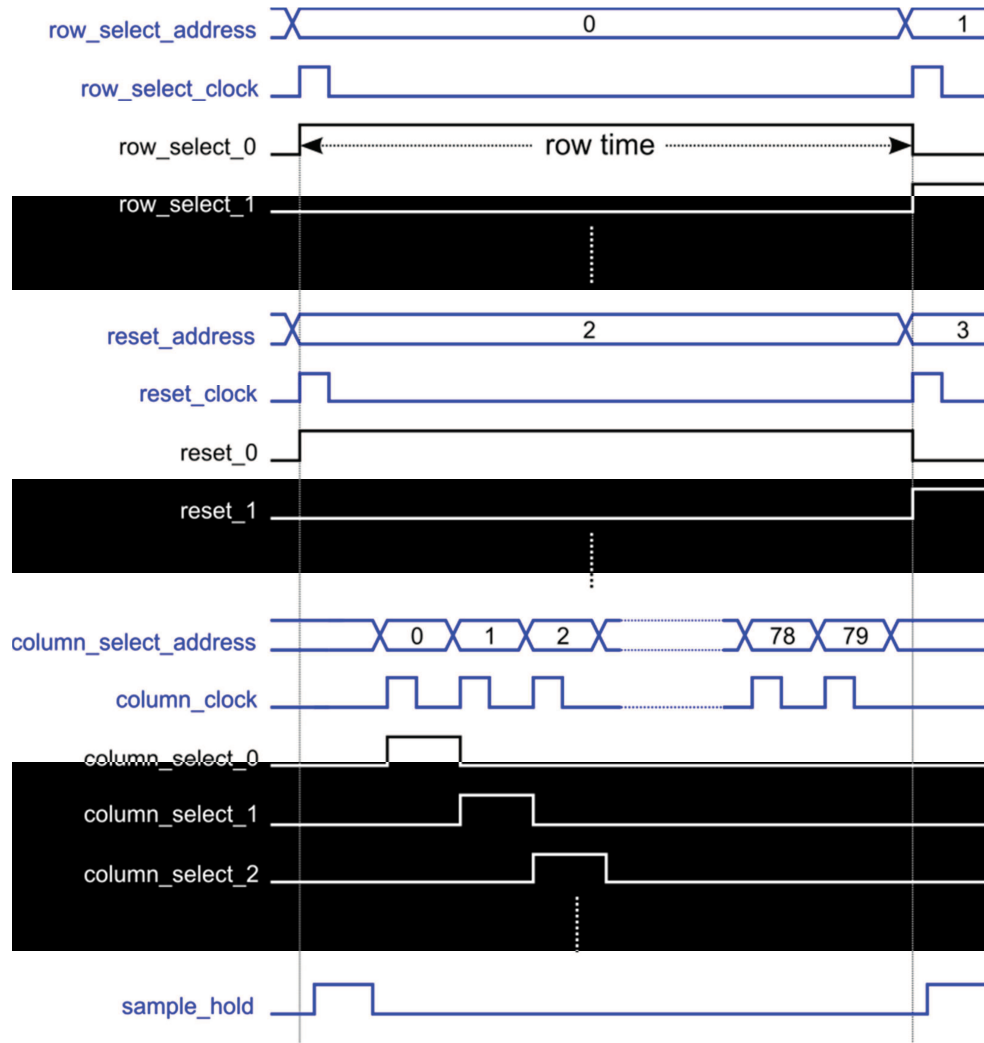 row_select_address 0 1
row_select_clock
row_select_0 row time
row_select_1
reset_address 2 3
reset_clock
reset_0
reset_1
column_select_address 0 1 2 78 79
column_clock
column_select_0
column_select_1
column_select_2
sample_hold